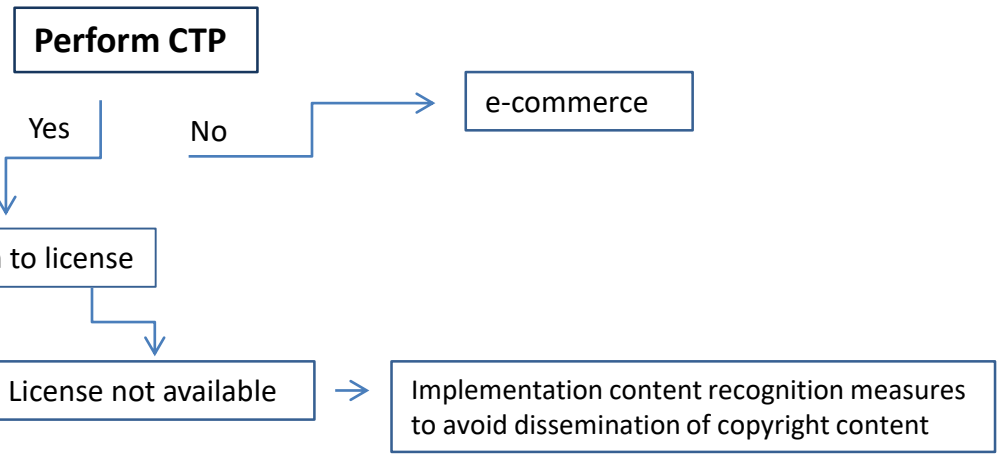 Perform CTP
e-commerce
Yes
No
to license
License not available
Implementation content recognition measures
to avoid dissemination of copyright content